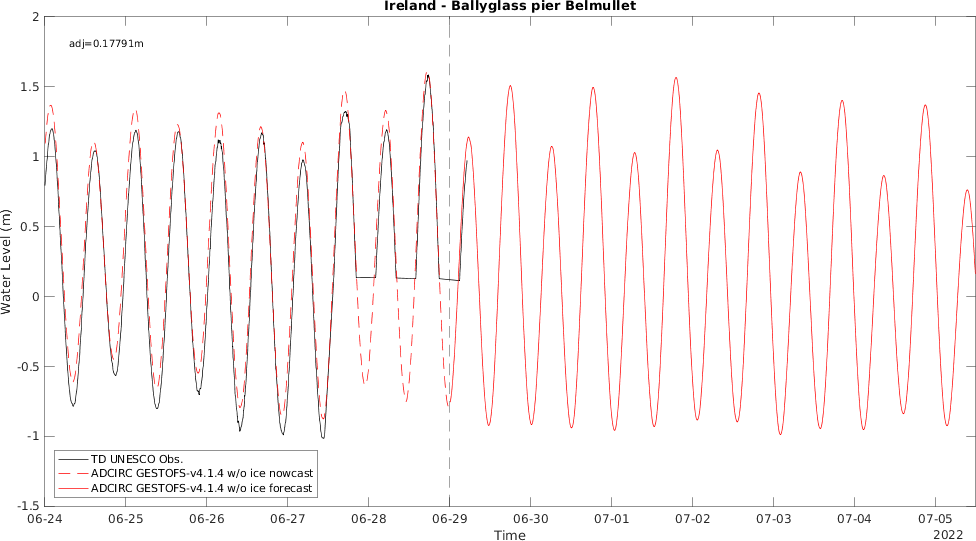 Ireland - Ballyglass pier Belmullet
2
1.5
1
0.5
0
-0.5
-1
-1.5
Water Level (m)
adj=0.17791m
TD UNESCO Obs.
ADCIRC GESTOFS-v4.1.4 w/o ice nowcast
ADCIRC GESTOFS-v4.1.4 w/o ice forecast
06-24 06-25 06-26 06-27 06-28 06-29 06-30 07-01 07-02 07-03 07-04 07-05
Time
2022